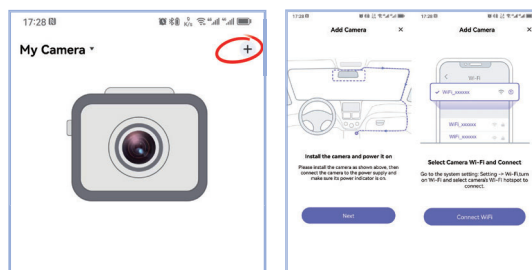 17:28
My Camera
+
17:28
Add Camera
×
Install the camera and power it on
Please install the camera as shown above, then
connect the camera to the power supply and
make sure its power indicator is on.
Next
17:28
Add Camera
×
Wi-Fi
WiFi_xxxxxx
WiFi_xxxxx
WiFi_xxxxx
Select Camera Wi-Fi and Connect
Go to the system setting: Setting -> Wi-Fi,turn
on Wi-Fi and select camera's Wi-Fi hotspot to
connect.
Connect WiFi